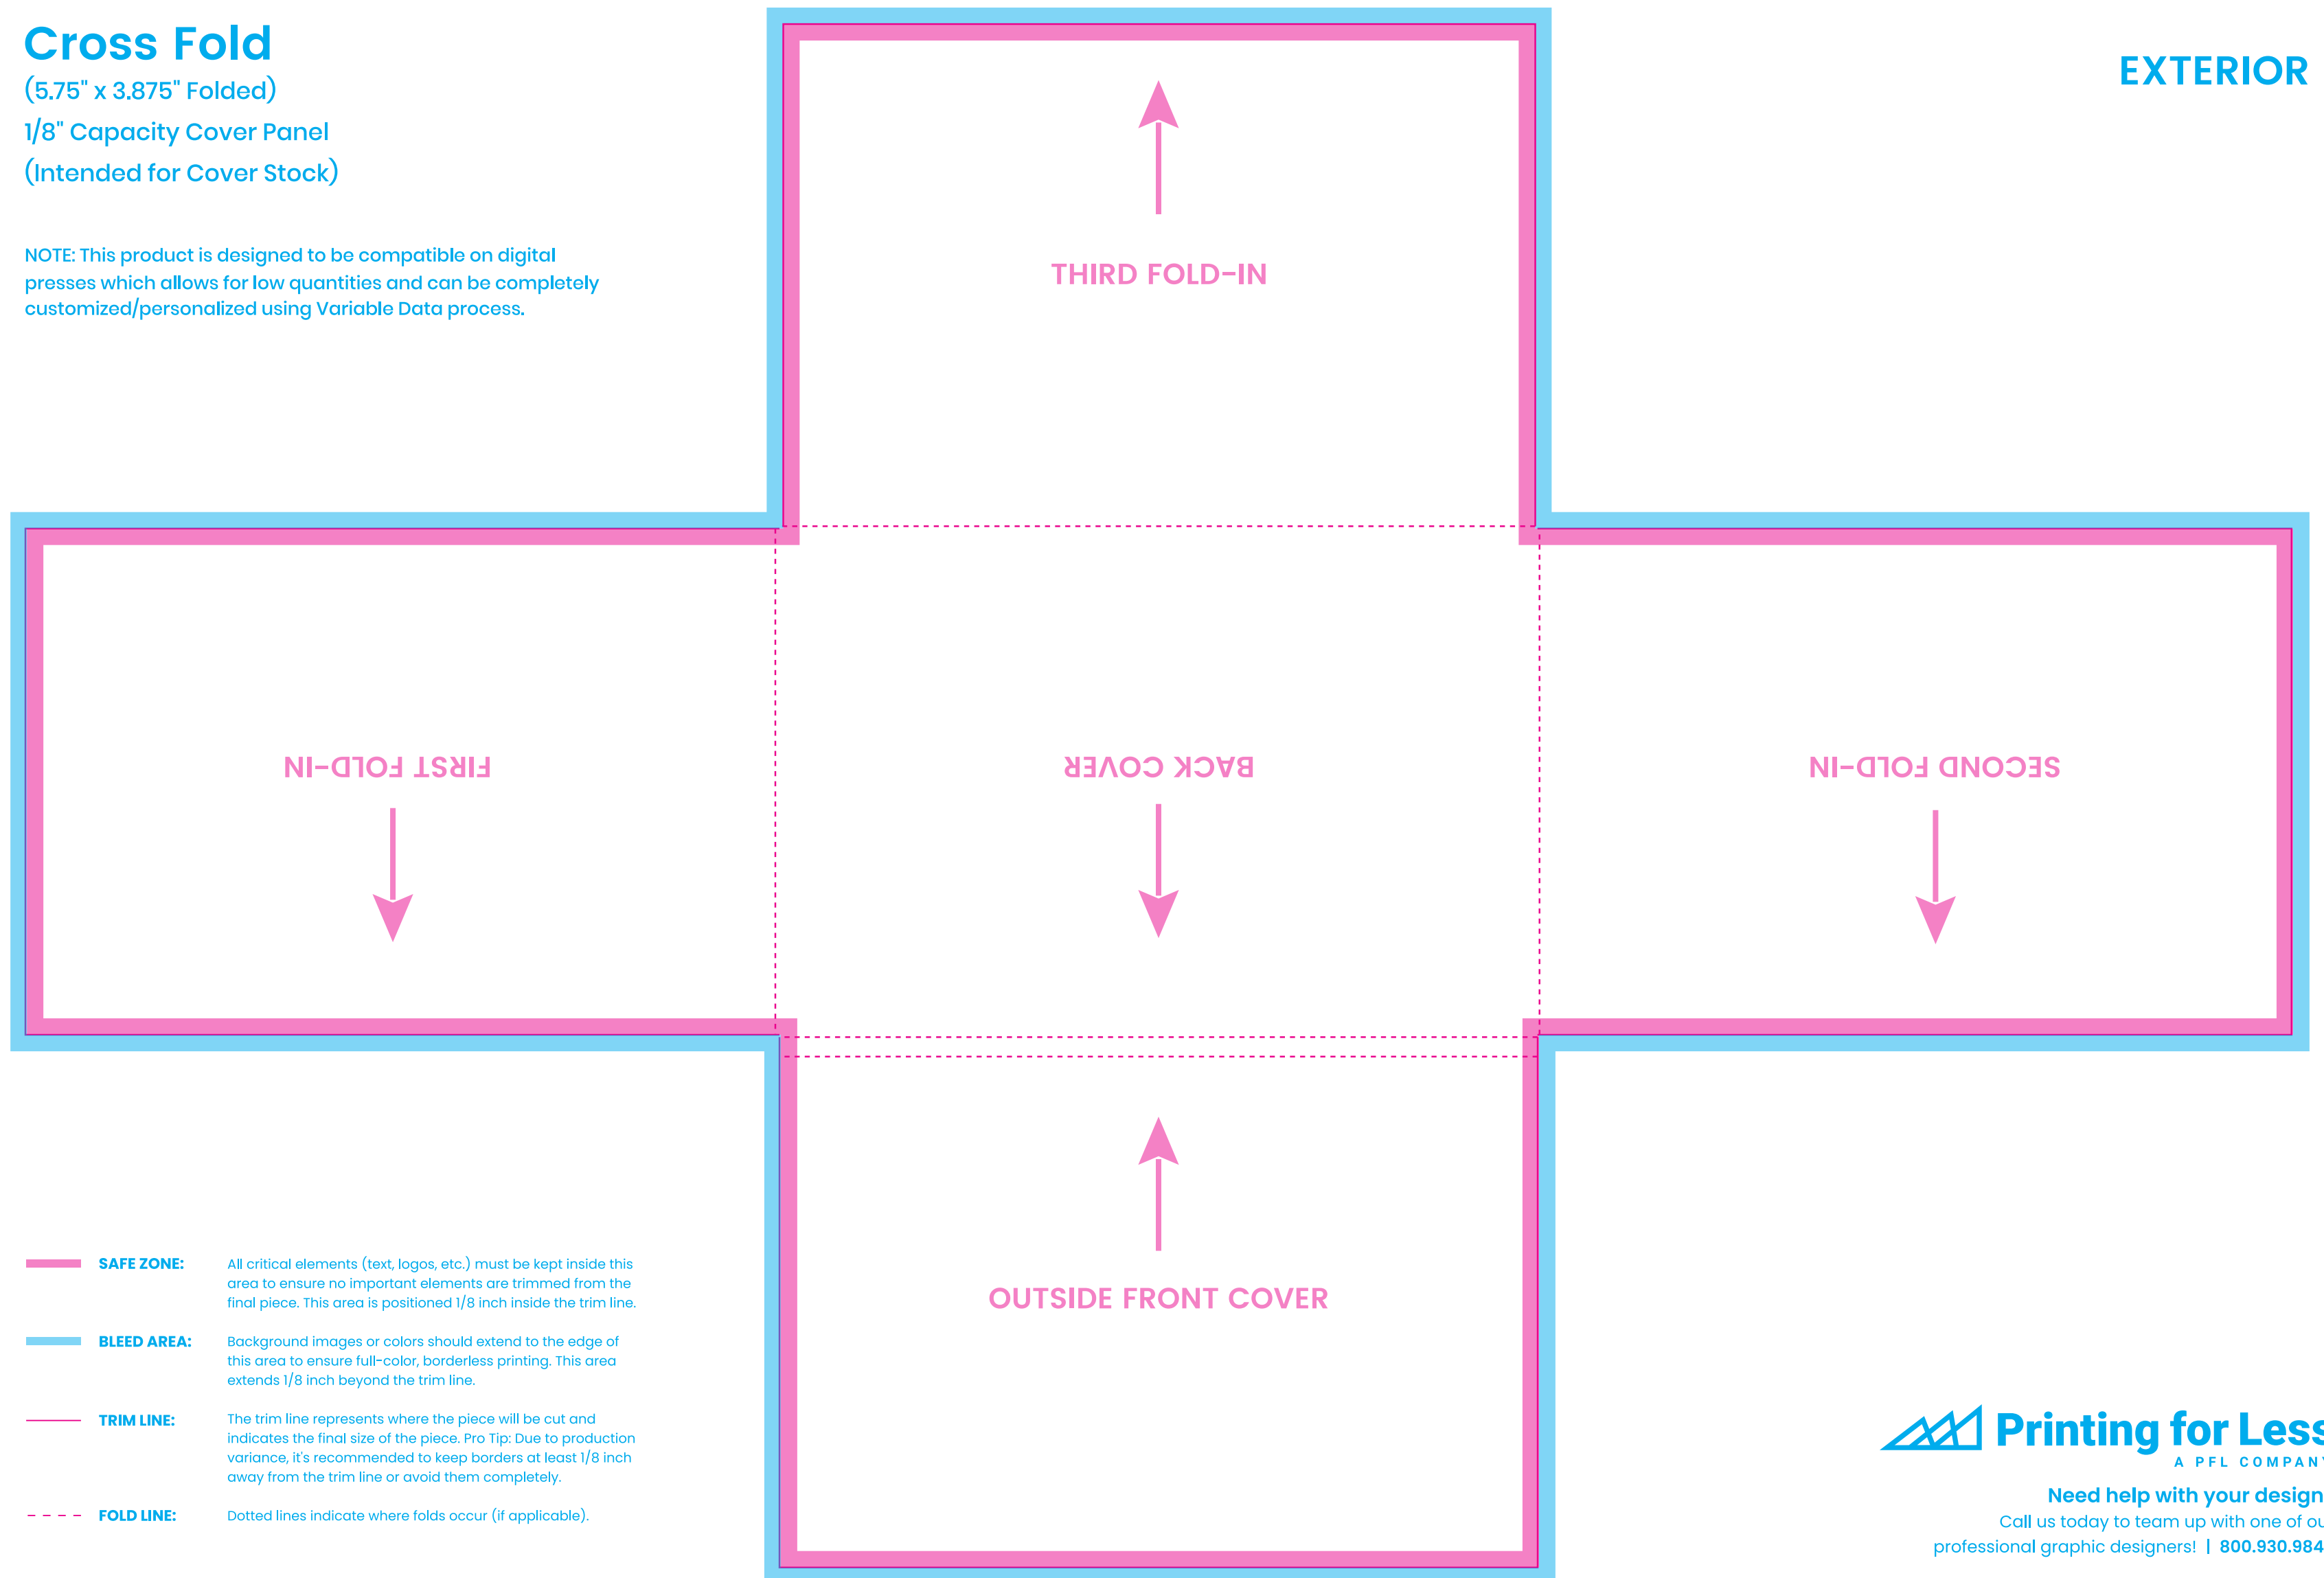 Cross Fold
(5.75" x 3.875" Folded)
1/8" Capacity Cover Panel
(Intended for Cover Stock)
NOTE: This product is designed to be compatible on digital
presses which allows for low quantities and can be completely
customized/personalized using Variable Data process.
EXTERIOR
THIRD FOLD-IN
FIRST FOLD-IN
BACK COVER
SECOND FOLD-IN
OUTSIDE FRONT COVER
SAFE ZONE:
All critical elements (text, logos, etc.) must be kept inside this
area to ensure no important elements are trimmed from the
final piece. This area is positioned 1/8 inch inside the trim line.
BLEED AREA:
Background images or colors should extend to the edge of
this area to ensure full-color, borderless printing. This area
extends 1/8 inch beyond the trim line.
TRIM LINE:
The trim line represents where the piece will be cut and
indicates the final size of the piece. Pro Tip: Due to production
variance, it's recommended to keep borders at least 1/8 inch
away from the trim line or avoid them completely.
FOLD LINE:
Dotted lines indicate where folds occur (if applicable).
Printing for Less
A PFL COMPANY
Need help with your design
Call us today to team up with one of ou
professional graphic designers! | 800.930.984